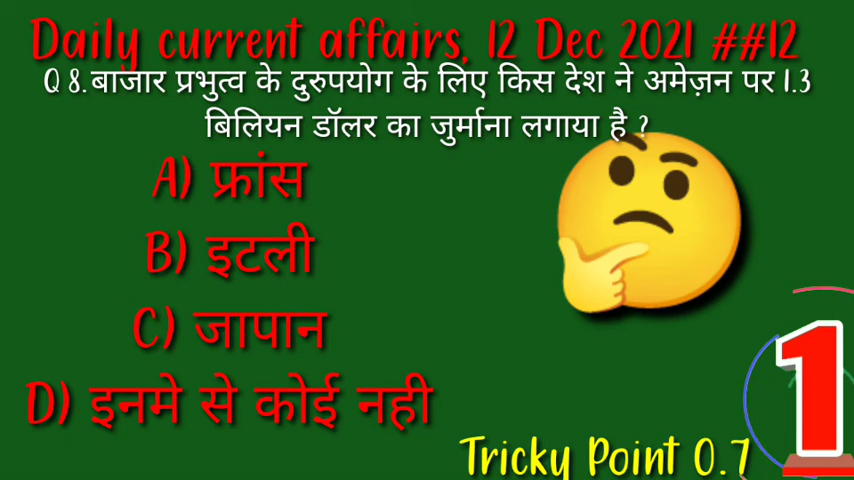 Daily current affairs, 12 Dec 2021 ##12
Q 8.बाजार प्रभुत्व के दुरुपयोग के लिए किस देश ने अमेज़न पर 1.3
बिलियन डॉलर का जुर्माना लगाया है ?
A) फ्रांस
B) इटली
C) जापान
D) इनमे से कोई नही
Tricky Point 0.7
1